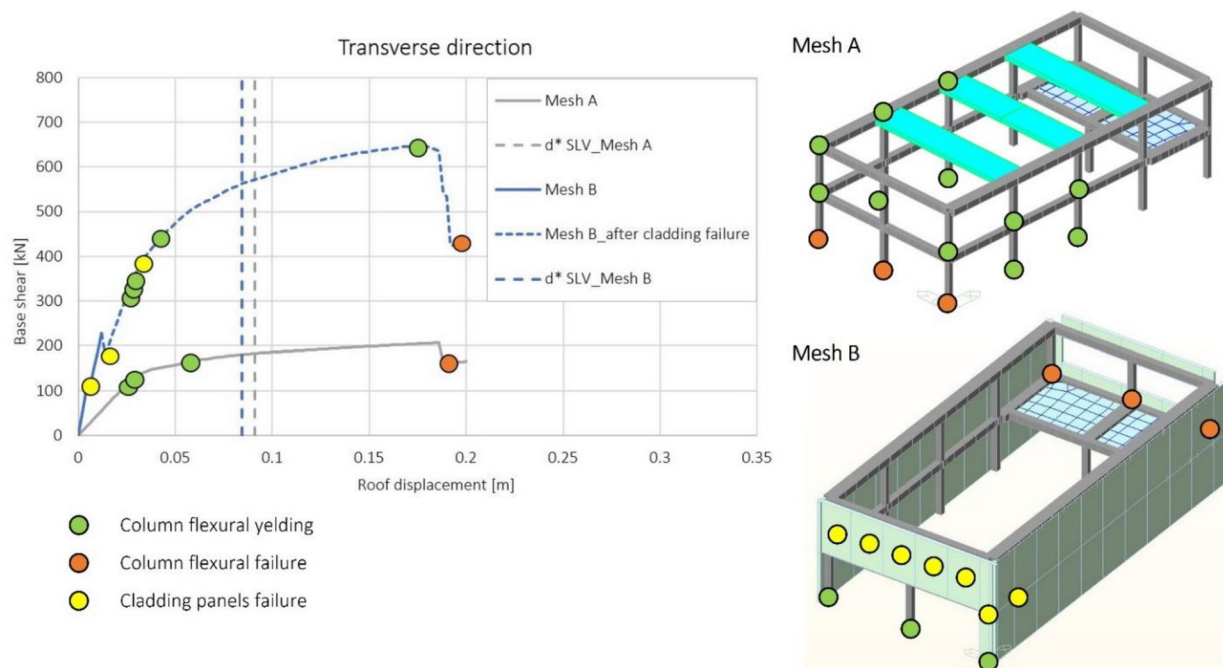 Transverse direction
800
700
600
500
400
300
200
100
0
Base shear [kN]
0
0.05
0.1
0.15
0.2
0.25
0.3
0.35
Roof displacement [m]
Mesh A
d* SLV_Mesh A
Mesh B
Mesh B_after cladding failure
d* SLV_Mesh B
Column flexural yelding
Column flexural failure
Cladding panels failure
Mesh A
Mesh B